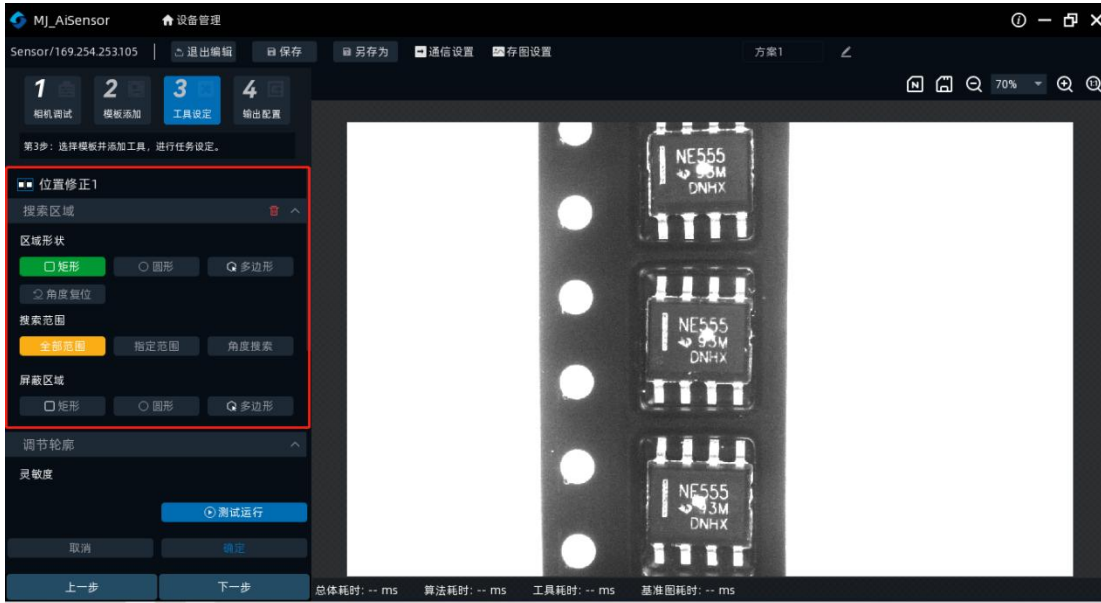 MJ_AiSensor 设备管理
Sensor/169.254.253.105 退出编辑 保存 另存为 通信设置 存图设置 方案1
1 2 3 4
相机调试 模板添加 工具设定 输出配置
70%
第3步：选择模板并添加工具，进行任务设定。
位置修正1
搜索区域
区域形状
矩形 圆形 多边形
角度复位
搜索范围
全部范围 指定范围 角度搜索
屏蔽区域
矩形 圆形 多边形
调节轮廓
灵敏度
测试运行
取消 确定
上一步 下一步
NE555
93M
DNHX
NE555
93M
DNHX
NE555
93M
DNHX
总体耗时: -- ms 算法耗时: -- ms 工具耗时: -- ms 基准图耗时: -- ms